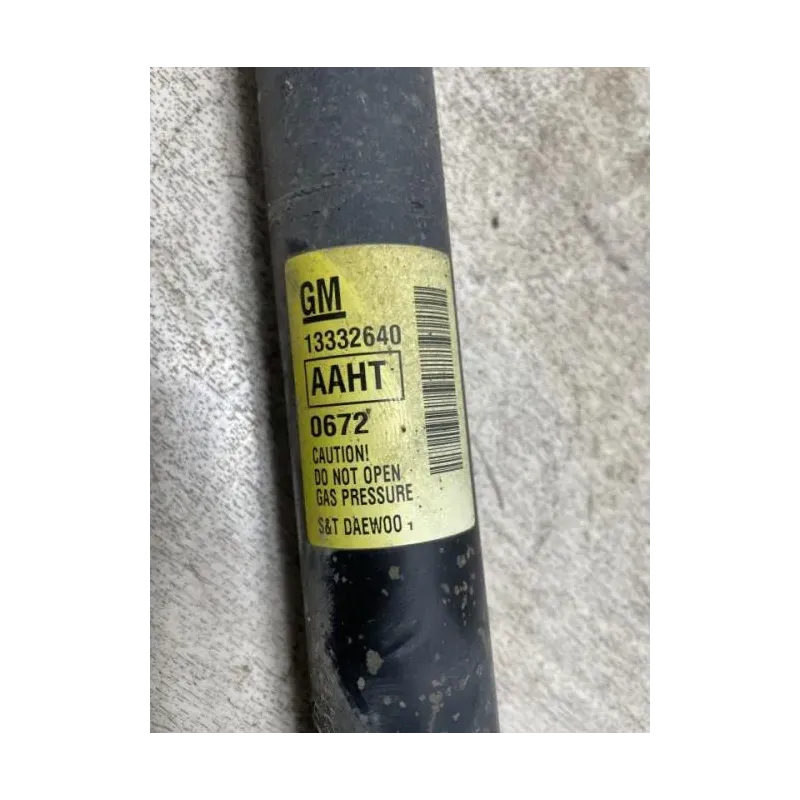 GM
13332640
AAHT
0672
CAUTION!
DO NOT OPEN
GAS PRESSURE
S&T DAEWOO 1